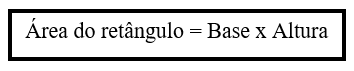 Área do retângulo = Base x Altura